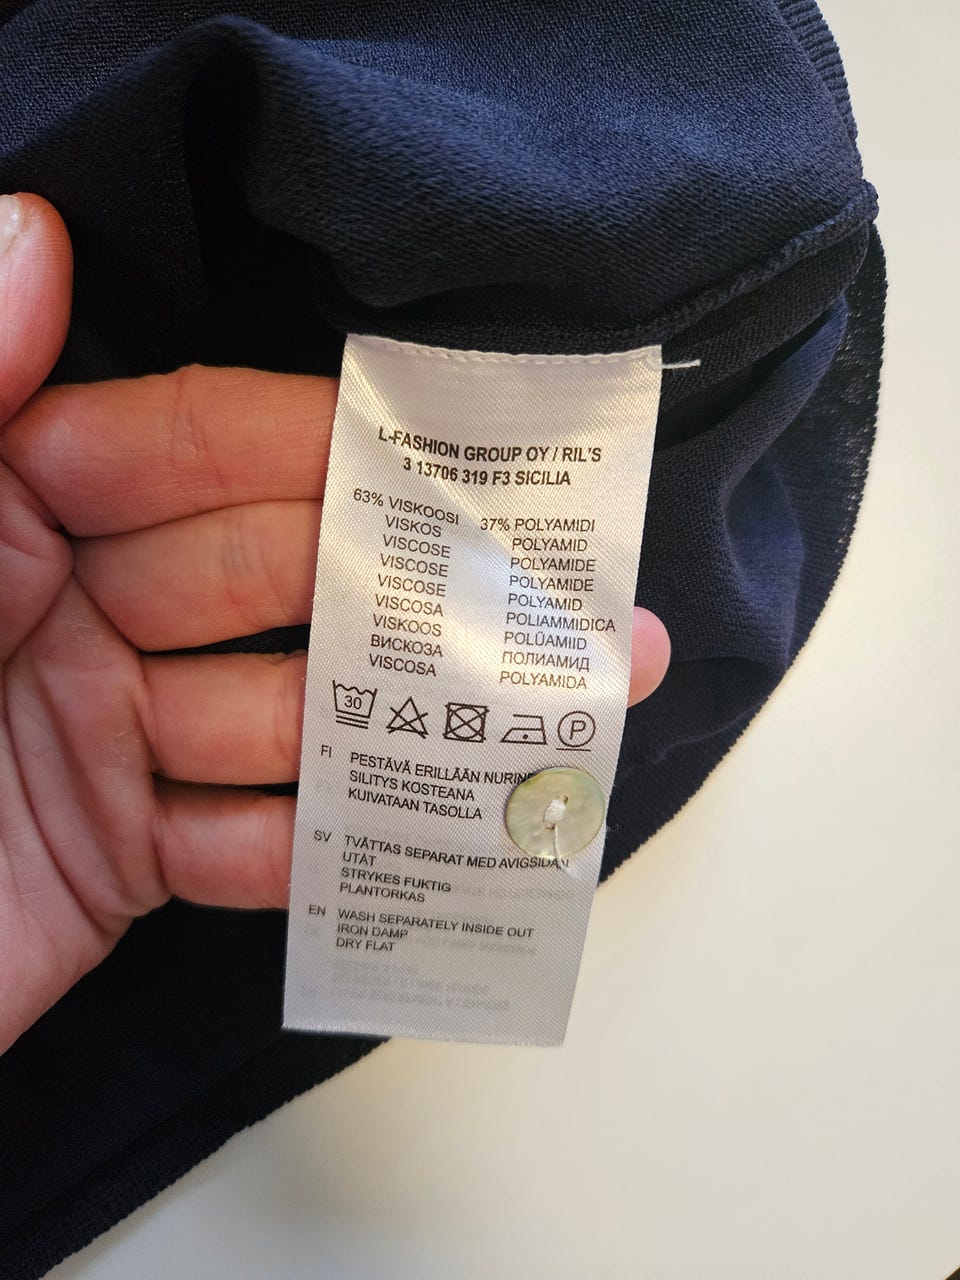 L-FASHION GROUP OY / RIL'S
3 13706 319 F3 SICILIA
63% VISKOOSI 37% POLYAMIDI
VISKOS POLYAMID
VISCOSE POLYAMIDE
VISCOSE POLYAMIDE
VISCOSE POLYAMID
VISCOSA POLIAMMIDICA
VISKOOS POLÜAMIID
ВИСКОЗА ПОЛИАМИД
VISCOSA POLYAMIDA
30 P
FI PESTÄVÄ ERILLÄÄN
SILITYS KOSTEANA
KUIVATAAN TASOLLA
SV TVÄTTAS SEPARAT MED AVIGSIDAN
UTÅT
STRYKES FUKTIG
PLANTORKAS
EN WASH SEPARATELY INSIDE OUT
IRON DAMP
DRY FLAT